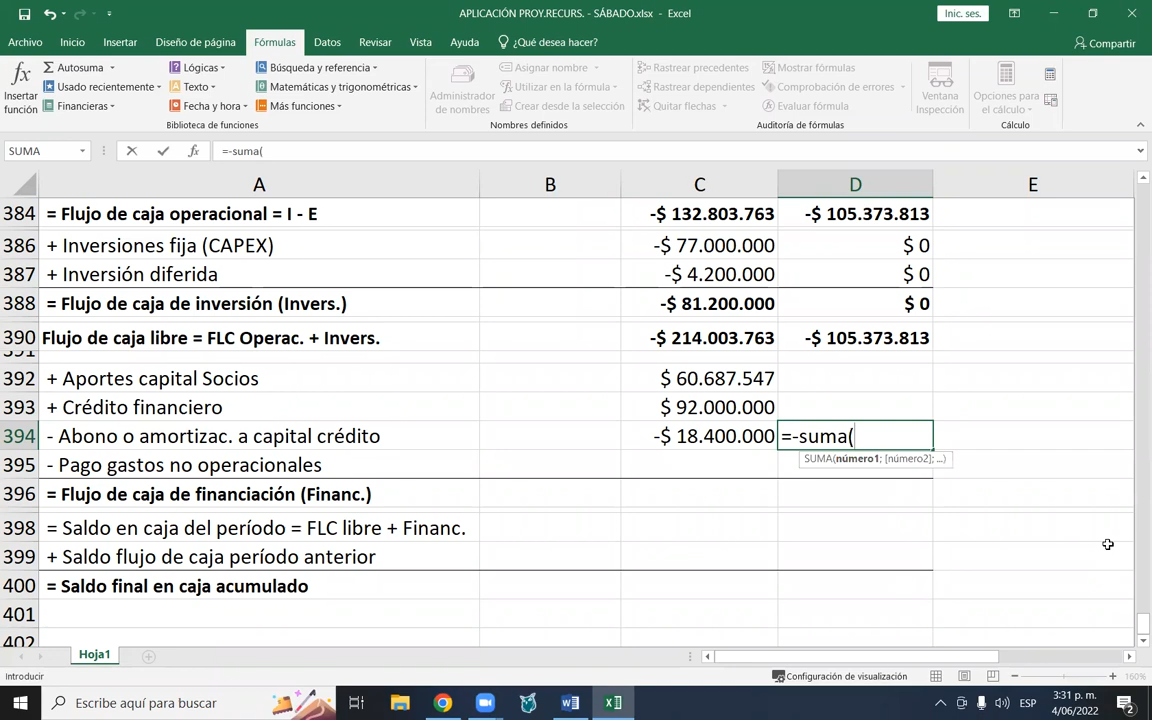 APLICACIÓN PROY.RECURS. - SÁBADO.xlsx - Excel
Inic. ses.
Archivo Inicio Insertar Diseño de página Fórmulas Datos Revisar Vista Ayuda ¿Qué desea hacer? Compartir
Insertar función
Autosuma
Usado recientemente
Financieras
Lógicas
Texto
Fecha y hora
Búsqueda y referencia
Matemáticas y trigonométricas
Más funciones
Biblioteca de funciones
Administrador de nombres
Asignar nombre
Utilizar en la fórmula
Crear desde la selección
Nombres definidos
Rastrear precedentes
Rastrear dependientes
Quitar flechas
Mostrar fórmulas
Comprobación de errores
Evaluar fórmula
Auditoría de fórmulas
Ventana Inspección
Opciones para el cálculo
Cálculo
SUMA fx =-suma(
A B C D E
384 = Flujo de caja operacional = I - E -$ 132.803.763 -$ 105.373.813
386 + Inversiones fija (CAPEX) -$ 77.000.000 $ 0
387 + Inversión diferida -$ 4.200.000 $ 0
388 = Flujo de caja de inversión (Invers.) -$ 81.200.000 $ 0
390 Flujo de caja libre = FLC Operac. + Invers. -$ 214.003.763 -$ 105.373.813
391
392 + Aportes capital Socios $ 60.687.547
393 + Crédito financiero $ 92.000.000
394 - Abono o amortizac. a capital crédito -$ 18.400.000 =-suma(
SUMA(número1; [número2]; ...)
395 - Pago gastos no operacionales
396 = Flujo de caja de financiación (Financ.)
398 = Saldo en caja del período = FLC libre + Financ.
399 + Saldo flujo de caja período anterior
400 = Saldo final en caja acumulado
401
402
Hoja1
Introducir Configuración de visualización 160%
Escribe aquí para buscar
ESP
3:31 p. m.
4/06/2022
2